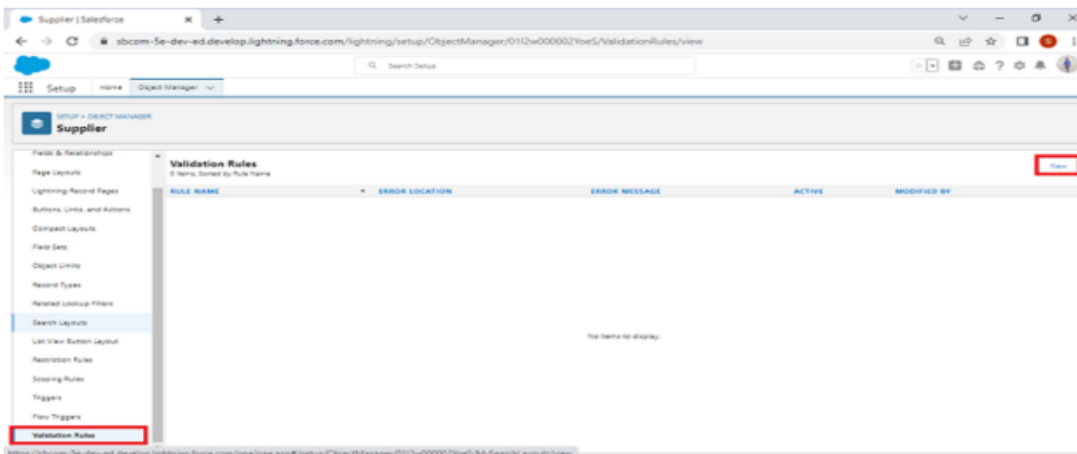 Supplier | Salesforce
sbcom-5e-dev-ed.develop.lightning.force.com/lightning/setup/ObjectManager/01I2w000002YoeS/ValidationRules/view
Search Setup
Setup Home Object Manager
SETUP > OBJECT MANAGER
Supplier
Fields & Relationships
Page Layouts
Lightning Record Pages
Buttons, Links, and Actions
Compact Layouts
Field Sets
Object Limits
Record Types
Related Lookup Filters
Search Layouts
List View Button Layout
Restriction Rules
Scoping Rules
Triggers
Flow Triggers
Validation Rules
Validation Rules
0 items, Sorted by Rule Name
New
RULE NAME ERROR LOCATION ERROR MESSAGE ACTIVE MODIFIED BY
No items to display.